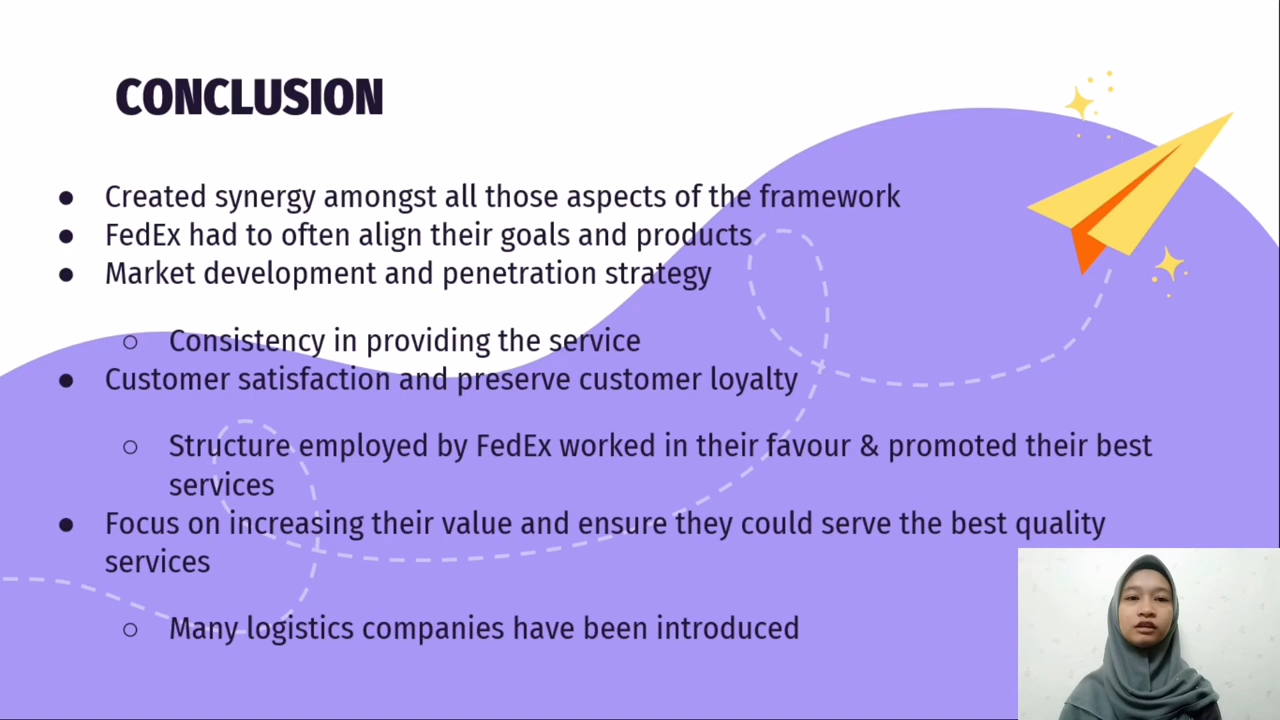 CONCLUSION
● Created synergy amongst all those aspects of the framework
● FedEx had to often align their goals and products
● Market development and penetration strategy
○ Consistency in providing the service
● Customer satisfaction and preserve customer loyalty
○ Structure employed by FedEx worked in their favour & promoted their best
services
● Focus on increasing their value and ensure they could serve the best quality
services
○ Many logistics companies have been introduced